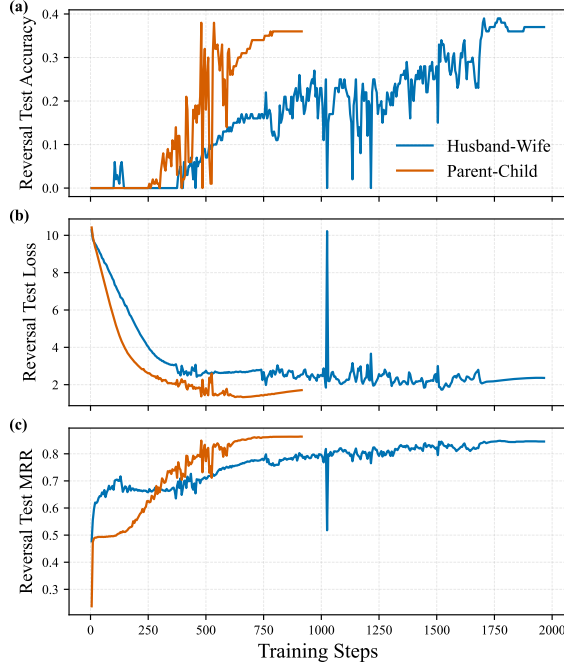 (a)
Reversal Test Accuracy
0.4
0.3
0.2
0.1
0.0
Husband-Wife
Parent-Child
(b)
Reversal Test Loss
10
8
6
4
2
(c)
Reversal Test MRR
0.8
0.7
0.6
0.5
0.4
0.3
0 250 500 750 1000 1250 1500 1750 2000
Training Steps